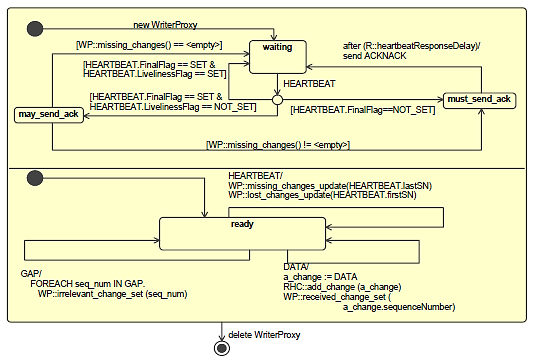 new WriterProxy
[WP::missing_changes() == <empty>]
waiting
after (R::heartbeatResponseDelay)/
send ACKNACK
[HEARTBEAT.FinalFlag == SET &
HEARTBEAT.LivelinessFlag == SET]
HEARTBEAT
[HEARTBEAT.FinalFlag == SET &
HEARTBEAT.LivelinessFlag == NOT_SET]
must_send_ack
[HEARTBEAT.FinalFlag==NOT_SET]
may_send_ack
[WP::missing_changes() != <empty>]
HEARTBEAT/
WP::missing_changes_update(HEARTBEAT.lastSN)
WP::lost_changes_update(HEARTBEAT.firstSN)
ready
GAP/
FOREACH seq_num IN GAP.
WP::irrelevant_change_set (seq_num)
DATA/
a_change := DATA
RHC::add_change (a_change)
WP::received_change_set (
a_change.sequenceNumber)
delete WriterProxy